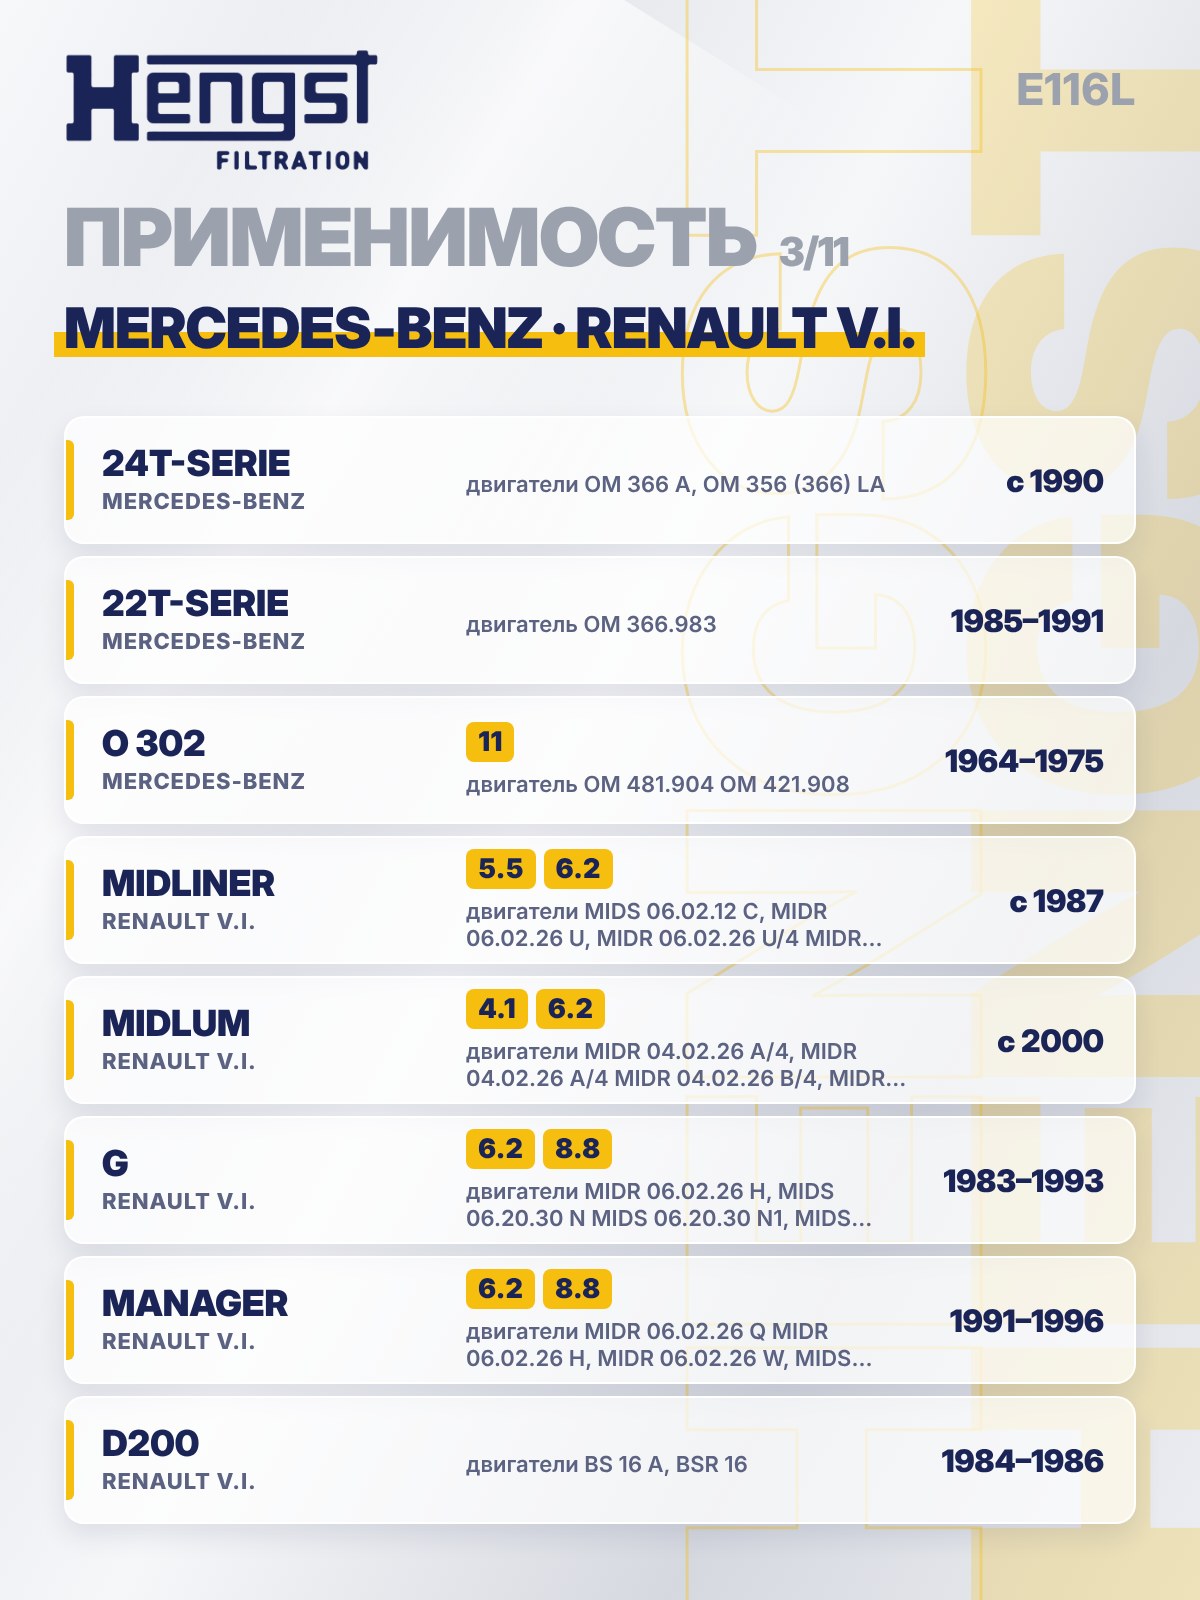 Hengst
FILTRATION
E116L
ПРИМЕНИМОСТЬ 3/11
MERCEDES-BENZ · RENAULT V.I.
24T-SERIE
MERCEDES-BENZ
двигатели OM 366 A, OM 356 (366) LA
с 1990
22T-SERIE
MERCEDES-BENZ
двигатель OM 366.983
1985–1991
O 302
MERCEDES-BENZ
11
двигатель OM 481.904 OM 421.908
1964–1975
MIDLINER
RENAULT V.I.
5.5 6.2
двигатели MIDS 06.02.12 C, MIDR
06.02.26 U, MIDR 06.02.26 U/4 MIDR...
с 1987
MIDLUM
RENAULT V.I.
4.1 6.2
двигатели MIDR 04.02.26 A/4, MIDR
04.02.26 A/4 MIDR 04.02.26 B/4, MIDR...
с 2000
G
RENAULT V.I.
6.2 8.8
двигатели MIDR 06.02.26 H, MIDS
06.20.30 N MIDS 06.20.30 N1, MIDS...
1983–1993
MANAGER
RENAULT V.I.
6.2 8.8
двигатели MIDR 06.02.26 Q MIDR
06.02.26 H, MIDR 06.02.26 W, MIDS...
1991–1996
D200
RENAULT V.I.
двигатели BS 16 A, BSR 16
1984–1986
HENGST
HENGST